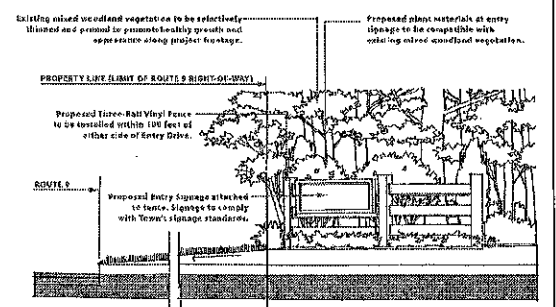 Existing mixed woodland vegetation to be selectively
thinned and pruned to promote healthy growth and
appearance along project footage.
Proposed plant materials at entry
signage to be compatible with
existing mixed woodland vegetation.
PROPERTY LINE (LIMIT OF ROUTE 9 RIGHT-OF-WAY)
Proposed Three-Rail Vinyl Fence
to be installed within 100 feet of
either side of Entry Drive.
ROUTE 9
Proposed Entry Signage attached
to fence. Signage to comply
with Town's signage standards.